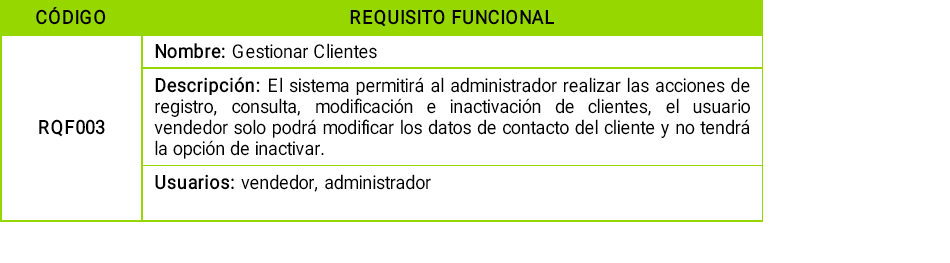 CÓDIGO REQUISITO FUNCIONAL
Nombre: Gestionar Clientes
Descripción: El sistema permitirá al administrador realizar las acciones de
registro, consulta, modificación e inactivación de clientes, el usuario
RQF003
vendedor solo podrá modificar los datos de contacto del cliente y no tendrá
la opción de inactivar.
Usuarios: vendedor, administrador